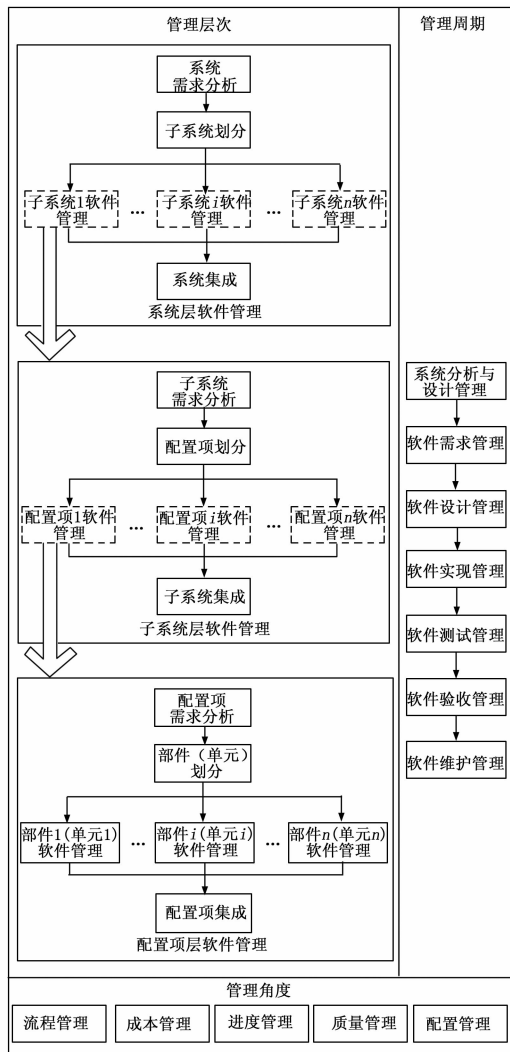 管理层次
管理周期
系统
需求分析
子系统划分
子系统1软件
管理
...
子系统i软件
管理
...
子系统n软件
管理
系统集成
系统层软件管理
子系统
需求分析
配置项划分
配置项1软件
管理
...
配置项i软件
管理
...
配置项n软件
管理
子系统集成
子系统层软件管理
配置项
需求分析
部件（单元）
划分
部件1(单元1)
软件管理
...
部件i(单元i)
软件管理
...
部件n(单元n)
软件管理
配置项集成
配置项层软件管理
系统分析与
设计管理
软件需求管理
软件设计管理
软件实现管理
软件测试管理
软件验收管理
软件维护管理
管理角度
流程管理
成本管理
进度管理
质量管理
配置管理